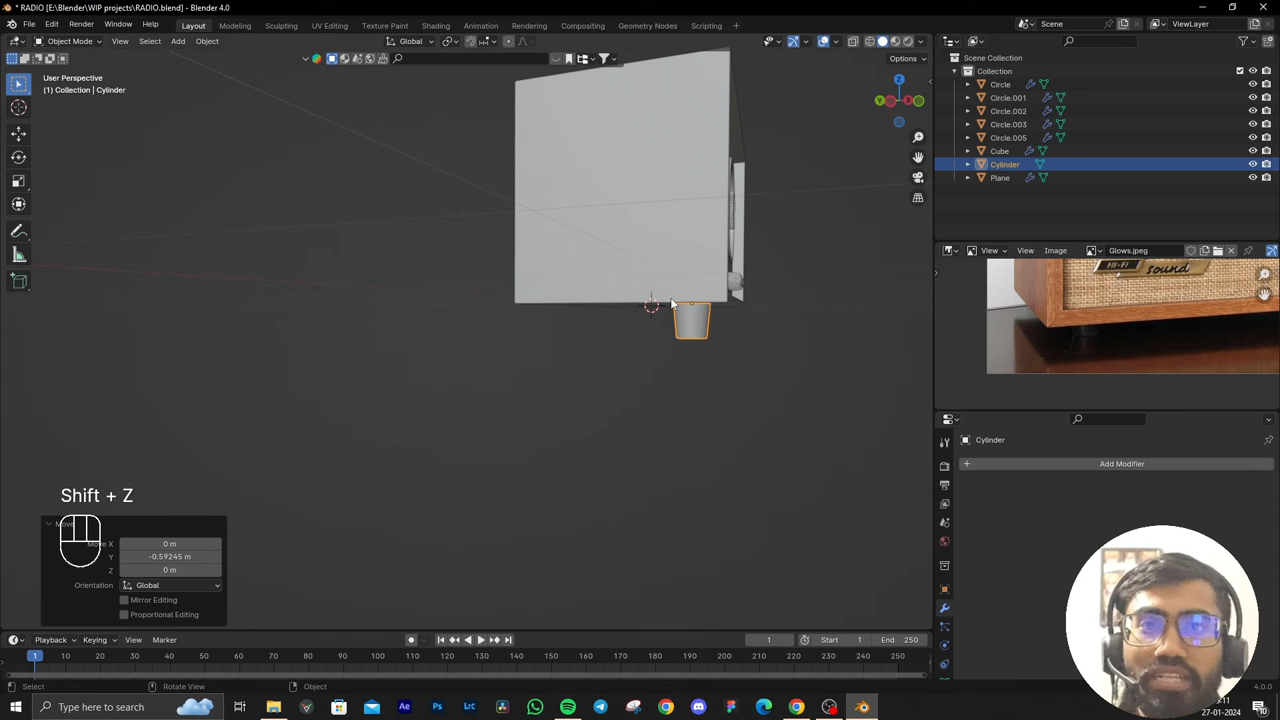 * RADIO [E:\Blender\WIP projects\RADIO.blend] - Blender 4.0
File Edit Render Window Help Layout Modeling Sculpting UV Editing Texture Paint Shading Animation Rendering Compositing Geometry Nodes Scripting + Scene ViewLayer
Object Mode View Select Add Object Global
Options
User Perspective
(1) Collection | Cylinder
Scene Collection
Collection
Circle
Circle.001
Circle.002
Circle.003
Circle.005
Cube
Cylinder
Plane
View View Image Glows.jpeg
HI-FI sound
Cylinder
Add Modifier
Shift + Z
Move
Move X 0 m
Y -0.59245 m
Z 0 m
Orientation Global
Mirror Editing
Proportional Editing
Playback Keying View Marker 1 Start 1 End 250
1 10 20 30 40 50 60 70 80 90 100 110 120 130 140 150 160 170 180 190 200 210 220 230 240 250
Select Rotate View Object 4.0.0
Type here to search
27-01-2024